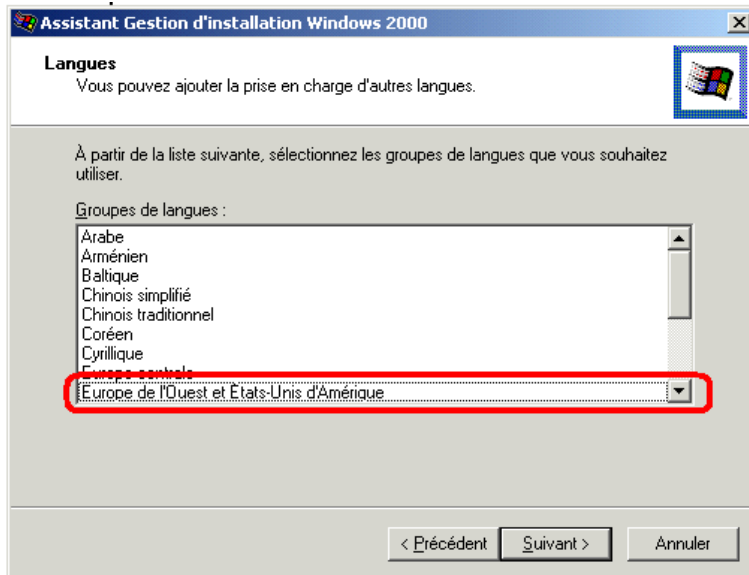 Assistant Gestion d'installation Windows 2000
Langues
Vous pouvez ajouter la prise en charge d'autres langues.
À partir de la liste suivante, sélectionnez les groupes de langues que vous souhaitez
utiliser.
Groupes de langues :
Arabe
Arménien
Baltique
Chinois simplifié
Chinois traditionnel
Coréen
Cyrillique
Europe centrale
Europe de l'Ouest et États-Unis d'Amérique
< Précédent
Suivant >
Annuler